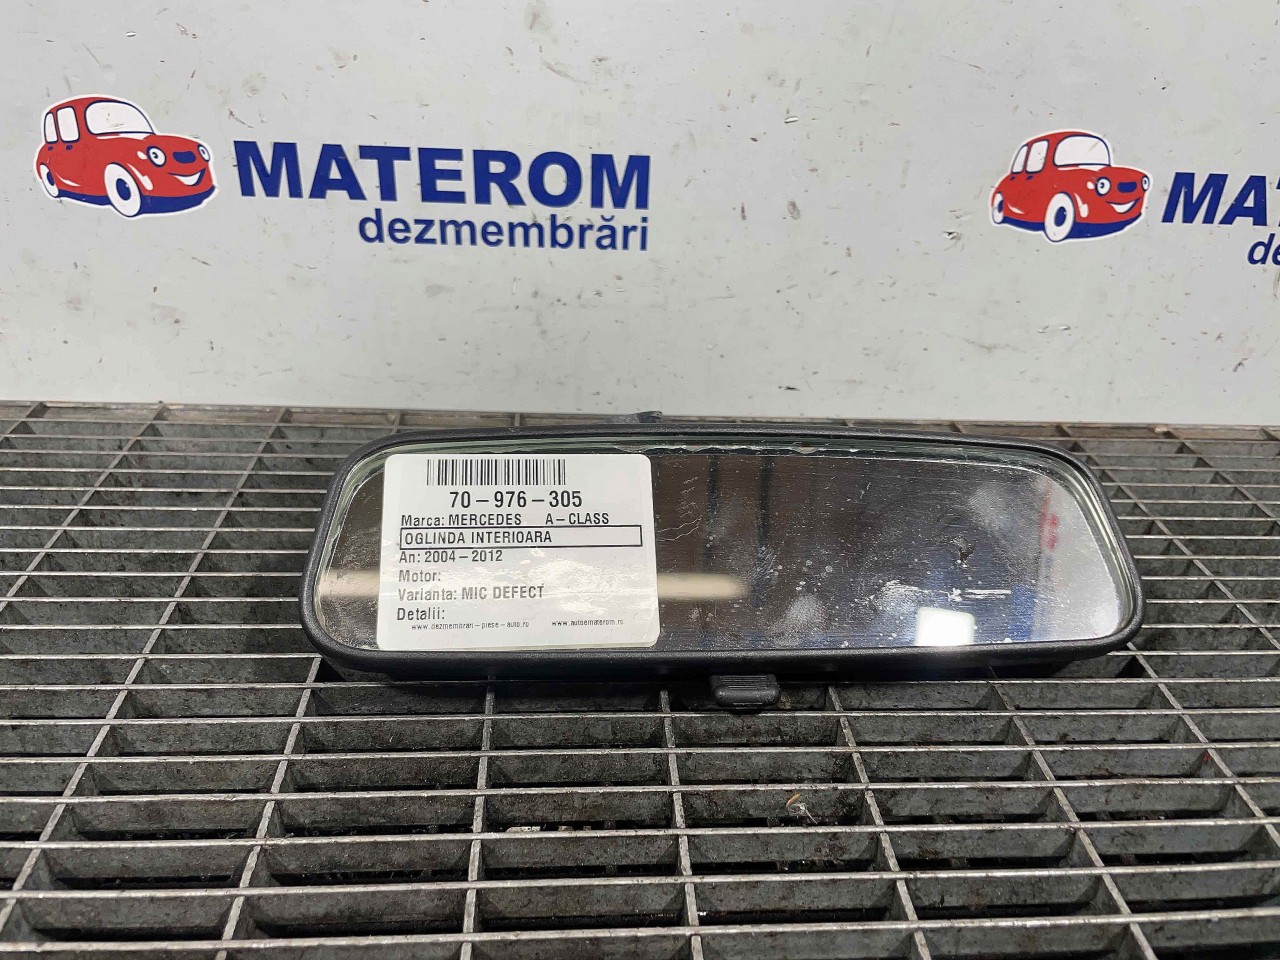 MATEROM
dezmembrări
MAT
de
70-976-305
Marca: MERCEDES A-CLASS
OGLINDA INTERIOARA
An: 2004-2012
Motor:
Varianta: MIC DEFECT
Detalii:
www.dezmembrari-piese-auto.ro www.autoematerom.ro